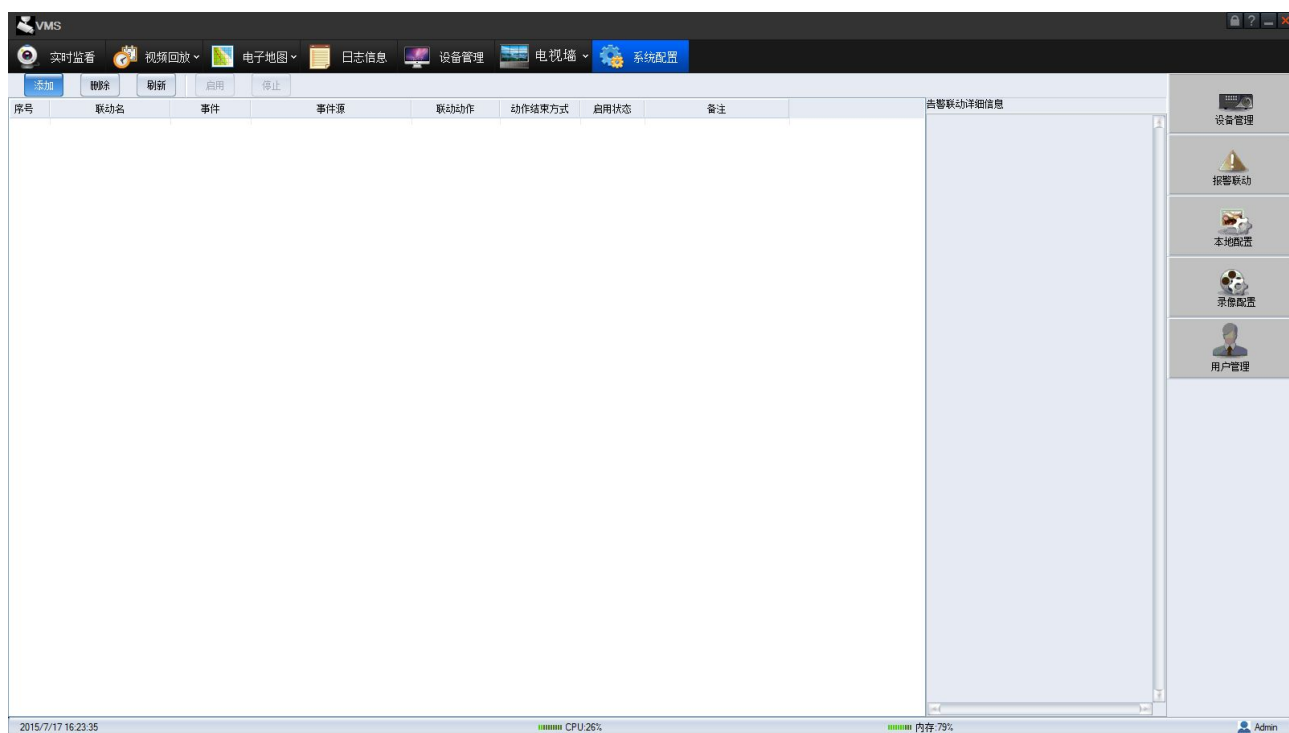 VMS
实时监看 视频回放 电子地图 日志信息 设备管理 电视墙 系统配置
添加 删除 刷新 启用 停止
序号 联动名 事件 事件源 联动动作 动作结束方式 启用状态 备注 告警联动详细信息
设备管理
报警联动
本地配置
录像配置
用户管理
2015/7/17 16:23:35 CPU:26% 内存:79% Admin